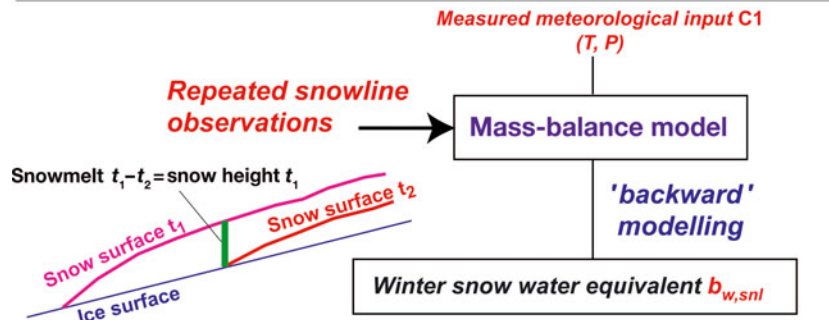 Measured meteorological input C1
(T, P)
Repeated snowline
observations
Mass-balance model
Snowmelt t₁–t₂=snow height t₁
Snow surface t₁
Snow surface t₂
Ice surface
'backward'
modelling
Winter snow water equivalent b_w,snl